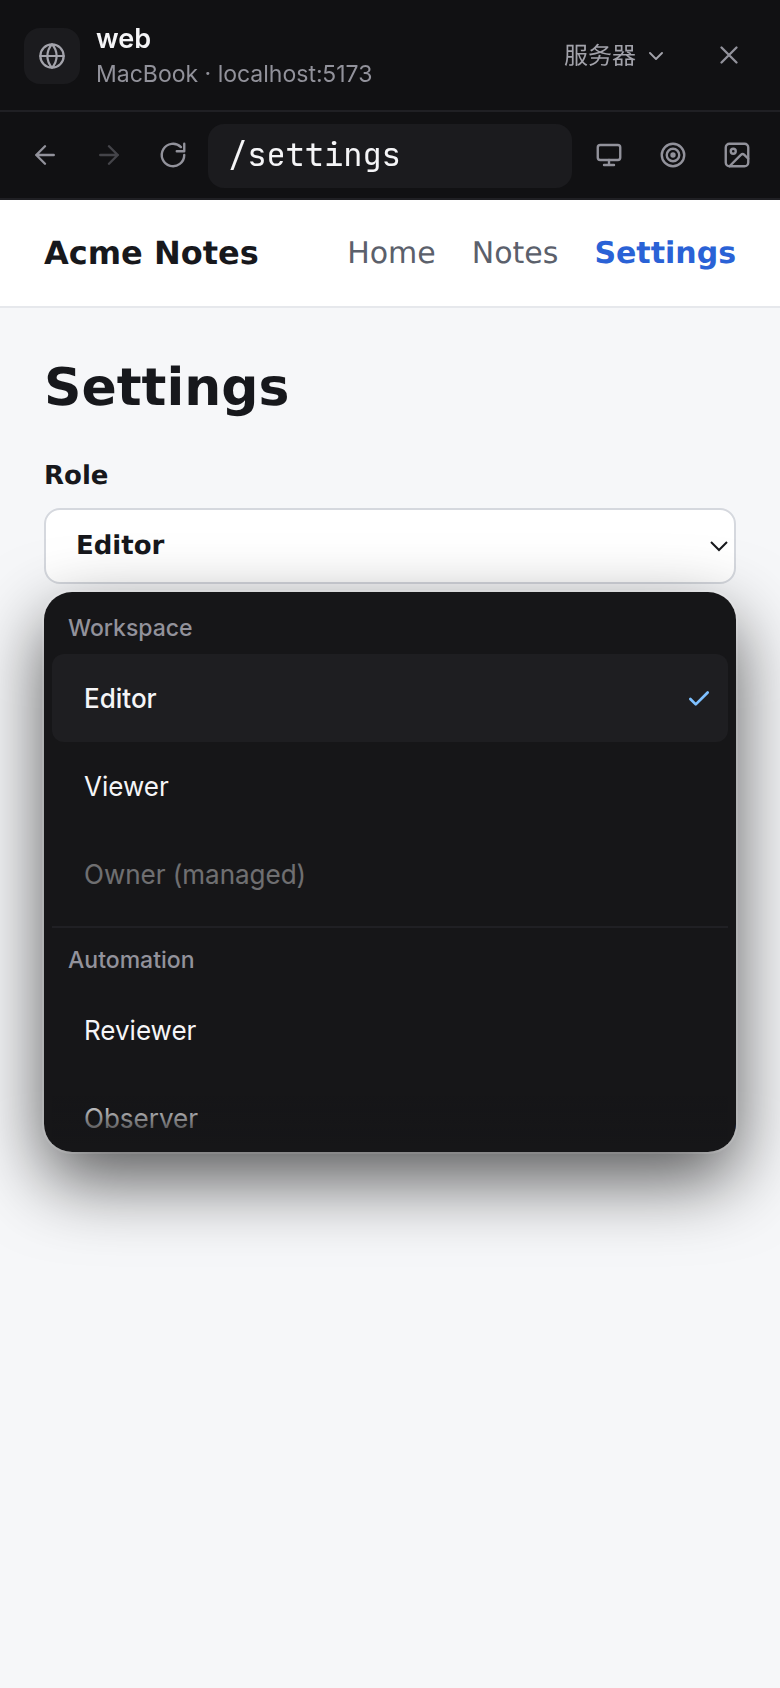 web
MacBook · localhost:5173
服务器
/settings
Acme Notes
Home Notes Settings
Settings
Role
Editor
Workspace
Editor
Viewer
Owner (managed)
Automation
Reviewer
Observer